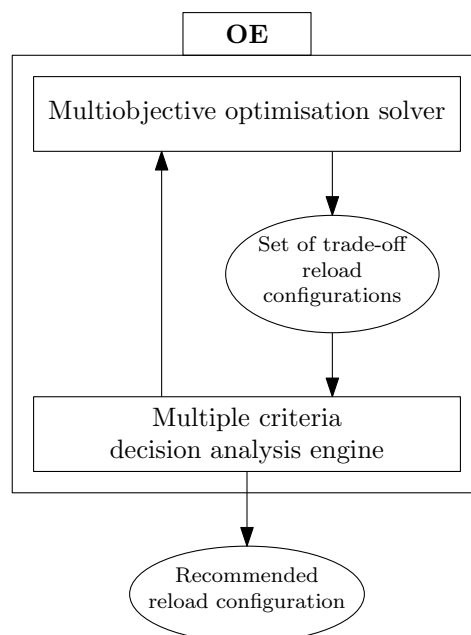 OE
Multiobjective optimisation solver
Set of trade-off
reload
configurations
Multiple criteria
decision analysis engine
Recommended
reload configuration